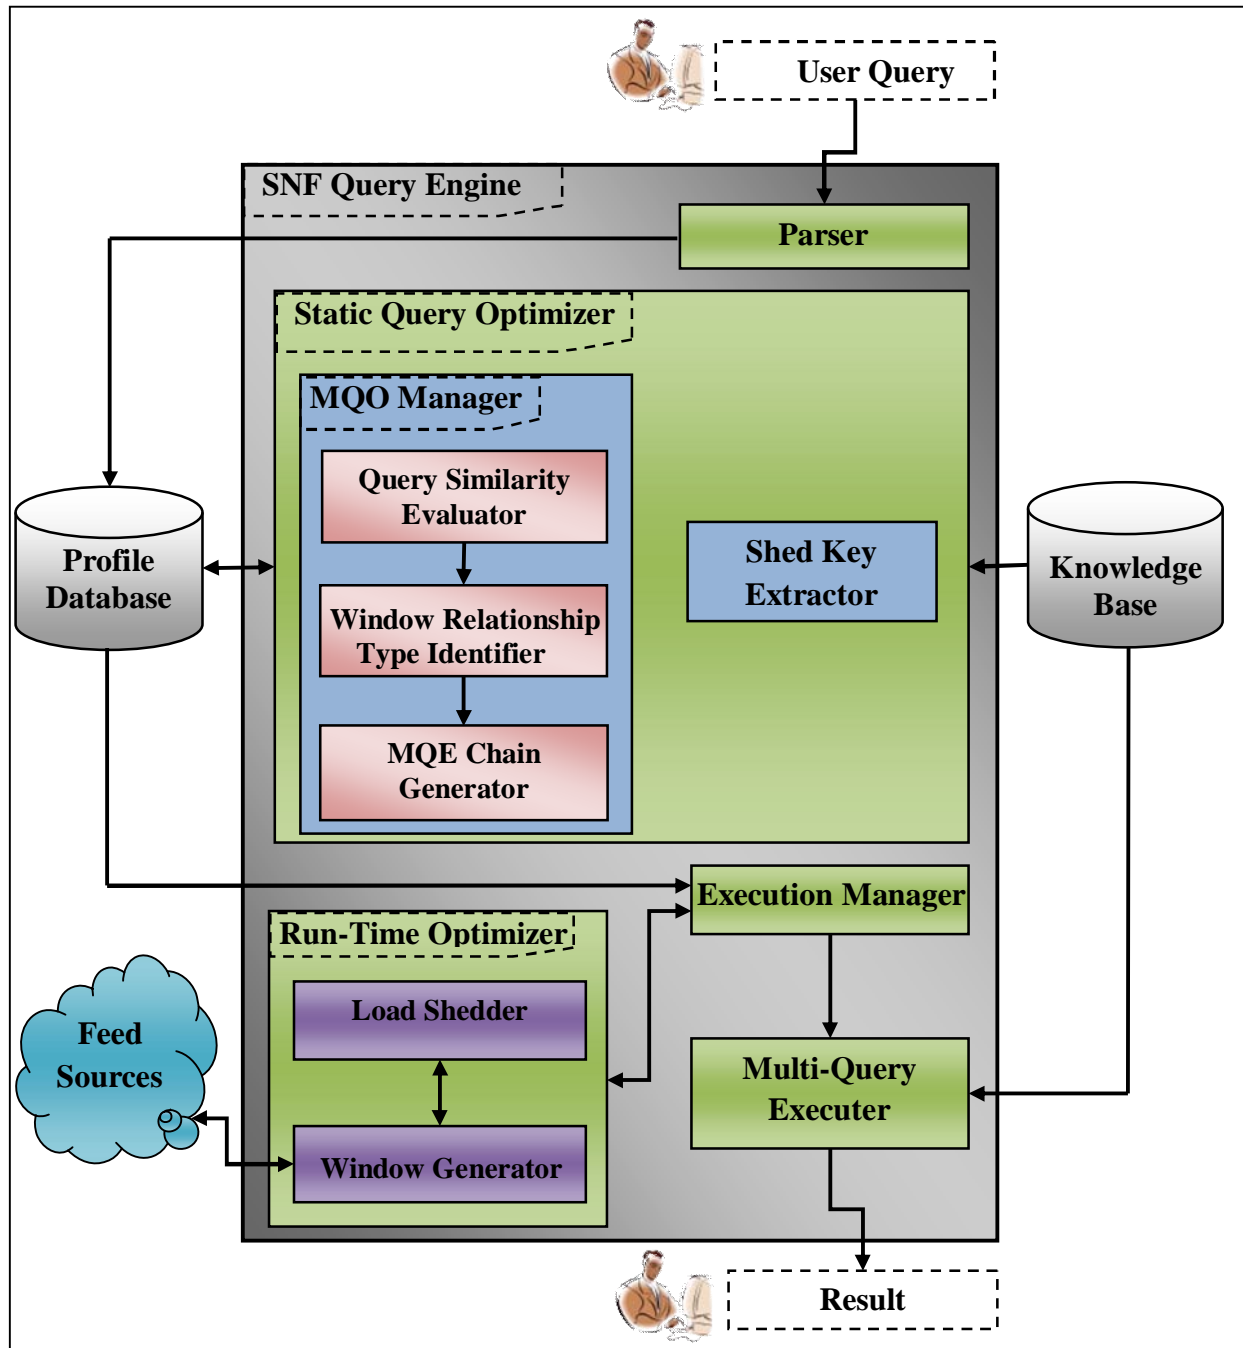 User Query
SNF Query Engine
Parser
Static Query Optimizer
MQO Manager
Query Similarity
Evaluator
Window Relationship
Type Identifier
MQE Chain
Generator
Shed Key
Extractor
Profile
Database
Knowledge
Base
Execution Manager
Run-Time Optimizer
Load Shedder
Window Generator
Feed
Sources
Multi-Query
Executer
Result